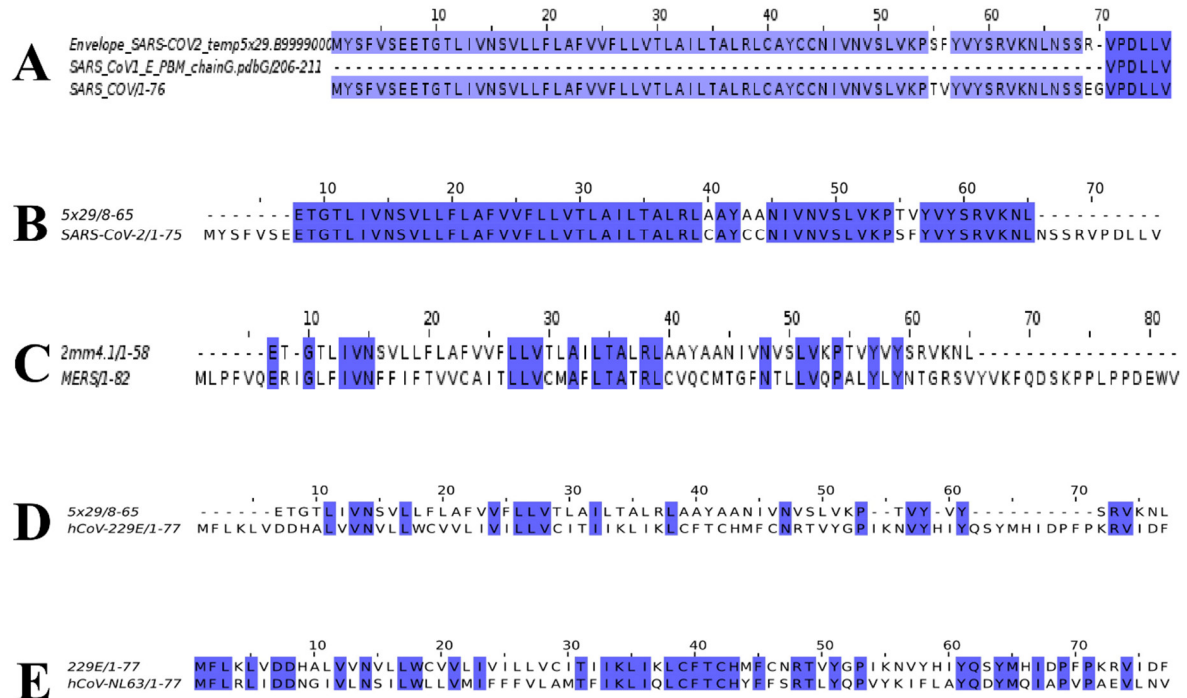 10 20 30 40 50 60 70
A
Envelope_SARS-COV2_temp5x29.B9999000 MYSFVSEETGTLIVNSVLLFLAFVVFLLVTLAILTALRLCAYCCNIVNVSLVKPSFYVYSRVKNLNSSR-VPDLLV
SARS_CoV1_E_PBM_chainG.pdbG/206-211 ----------------------------------------------------------------------VPDLLV
SARS_COV/1-76 MYSFVSEETGTLIVNSVLLFLAFVVFLLVTLAILTALRLCAYCCNIVNVSLVKPTVYVYSRVKNLNSSEGVPDLLV
10 20 30 40 50 60 70
B
5x29/8-65 -------ETGTLIVNSVLLFLAFVVFLLVTLAILTALRLAAYAANIVNVSLVKPTVYVYSRVKNL----------
SARS-CoV-2/1-75 MYSFVSEETGTLIVNSVLLFLAFVVFLLVTLAILTALRLCAYCCNIVNVSLVKPSFYVYSRVKNLNSSRVPDLLV
10 20 30 40 50 60 70 80
C
2mm4.1/1-58 ------ET-GTLIVNSVLLFLAFVVFLLVTLAILTALRLAAYAANIVNVSLVKPTVYVYSRVKNL-----------------
MERS/1-82 MLPFVQERIGLFIVNFFIFTVVCAITLLVCMAFLTATRLCVQCMTGFNTLLVQPALYLYNTGRSVYVKFQDSKPPLPPDEWV
10 20 30 40 50 60 70
D
5x29/8-65 ------ETGTLIVNSVLLFLAFVVFLLVTLAILTALRLAAYAANIVNVSLVKP--TVY-VY----------SRVKNL
hCoV-229E/1-77 MFLKLVDDHALVVNVLLWCVVLIVILLVCITIIKLIKLCFTCHMFCNRTVYGPIKNVYHIYQSYMHIDPFPKRVIDF
10 20 30 40 50 60 70
E
229E/1-77 MFLKLVDDHALVVNVLLWCVVLIVILLVCITIIKLIKLCFTCHMFCNRTVYGPIKNVYHIYQSYMHIDPFPKRVIDF
hCoV-NL63/1-77 MFLRLIDDNGIVLNSILWLLVMIFFFVLAMTFIKLIQLCFTCHYFFSRTLYQPVYKIFLAYQDYMQIAPVPAEVLNV